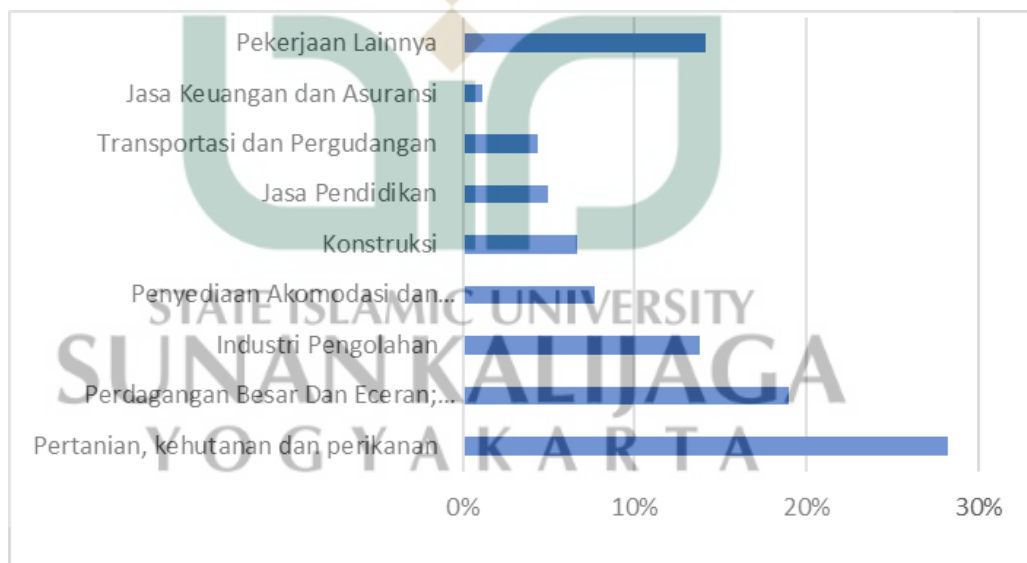 Pekerjaan Lainnya
Jasa Keuangan dan Asuransi
Transportasi dan Pergudangan
Jasa Pendidikan
Konstruksi
Penyediaan Akomodasi dan...
STATE ISLAMIC UNIVERSITY
Industri Pengolahan
SUNAN KALIJAGA
Perdagangan Besar Dan Eceran;...
Pertanian, kehutanan dan perikanan
YOGYAKARTA
0% 10% 20% 30%